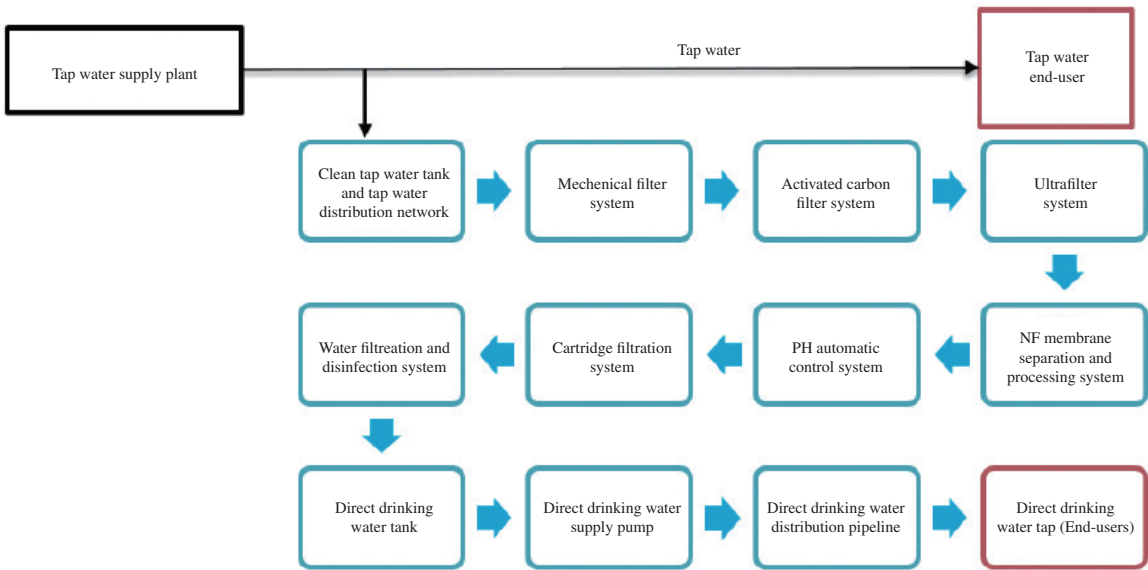 Tap water supply plant
Tap water
Tap water
end-user
Clean tap water tank
and tap water
distribution network
Mechenical filter
system
Activated carbon
filter system
Ultrafilter
system
Water filtreation and
disinfection system
Cartridge filtration
system
PH automatic
control system
NF membrane
separation and
processing system
Direct drinking
water tank
Direct drinking water
supply pump
Direct drinking water
distribution pipeline
Direct drinking
water tap (End-users)